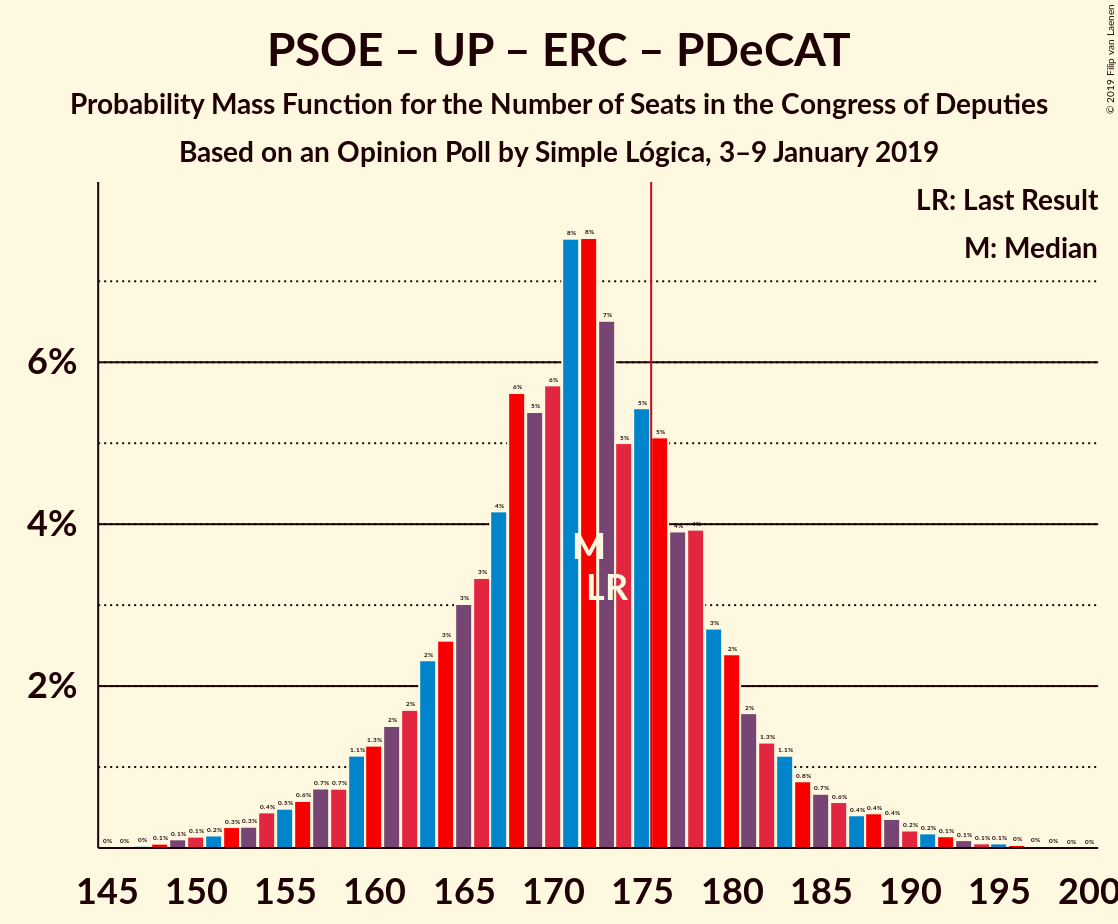 PSOE – UP – ERC – PDeCAT
Probability Mass Function for the Number of Seats in the Congress of Deputies
Based on an Opinion Poll by Simple Lógica, 3–9 January 2019
© 2019 Filip van Laenen
LR: Last Result
M: Median
6%
4%
2%
0% 0% 0% 0.1% 0.1% 0.1% 0.2% 0.3% 0.3% 0.4% 0.5% 0.6% 0.7% 0.7% 1.1% 1.3% 2% 2% 2% 3% 3% 3% 4% 6% 5% 6% 8% 8% 7% 5% 5% 5% 4% 4% 3% 2% 2% 1.3% 1.1% 0.8% 0.7% 0.6% 0.4% 0.4% 0.4% 0.2% 0.2% 0.1% 0.1% 0.1% 0.1% 0% 0% 0% 0% 0%
M
LR
145 150 155 160 165 170 175 180 185 190 195 200